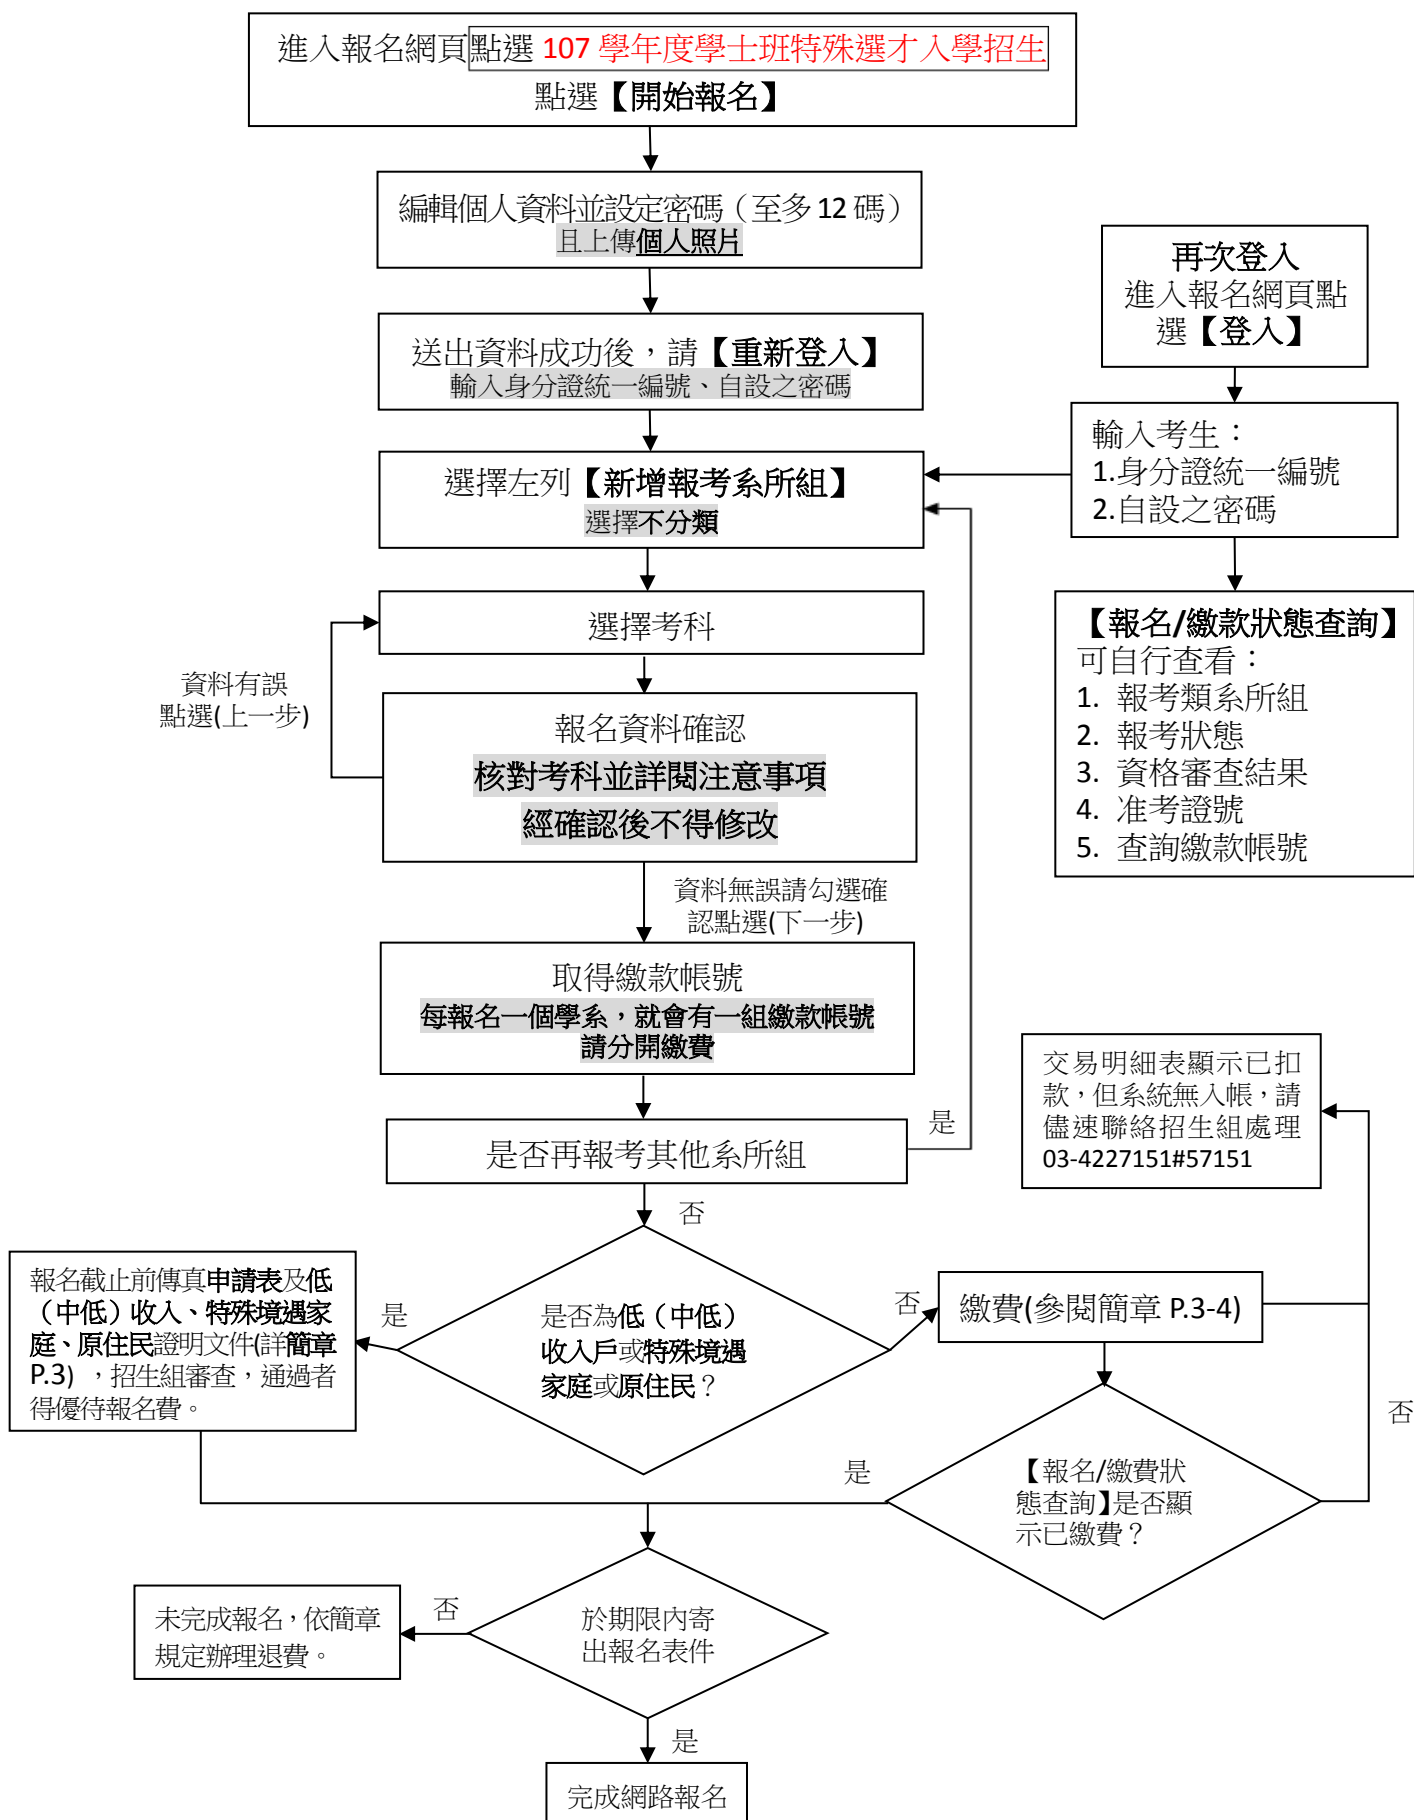 進入報名網頁點選 107 學年度學士班特殊選才入學招生
點選【開始報名】
編輯個人資料並設定密碼（至多 12 碼）
且上傳個人照片
再次登入
進入報名網頁點
選【登入】
送出資料成功後，請【重新登入】
輸入身分證統一編號、自設之密碼
輸入考生：
1.身分證統一編號
2.自設之密碼
選擇左列【新增報考系所組】
選擇不分類
選擇考科
【報名/繳款狀態查詢】
可自行查看：
1. 報考類系所組
2. 報考狀態
3. 資格審查結果
4. 准考證號
5. 查詢繳款帳號
資料有誤
點選(上一步)
報名資料確認
核對考科並詳閱注意事項
經確認後不得修改
資料無誤請勾選確
認點選(下一步)
取得繳款帳號
每報名一個學系，就會有一組繳款帳號
請分開繳費
交易明細表顯示已扣
款，但系統無入帳，請
儘速聯絡招生組處理
03-4227151#57151
是否再報考其他系所組
是
否
報名截止前傳真申請表及低
（中低）收入、特殊境遇家
庭、原住民證明文件(詳簡章
P.3) ，招生組審查，通過者
得優待報名費。
是
是否為低（中低）
收入戶或特殊境遇
家庭或原住民？
否
繳費(參閱簡章 P.3-4)
否
是
【報名/繳費狀
態查詢】是否顯
示已繳費？
未完成報名，依簡章
規定辦理退費。
否
於期限內寄
出報名表件
是
完成網路報名